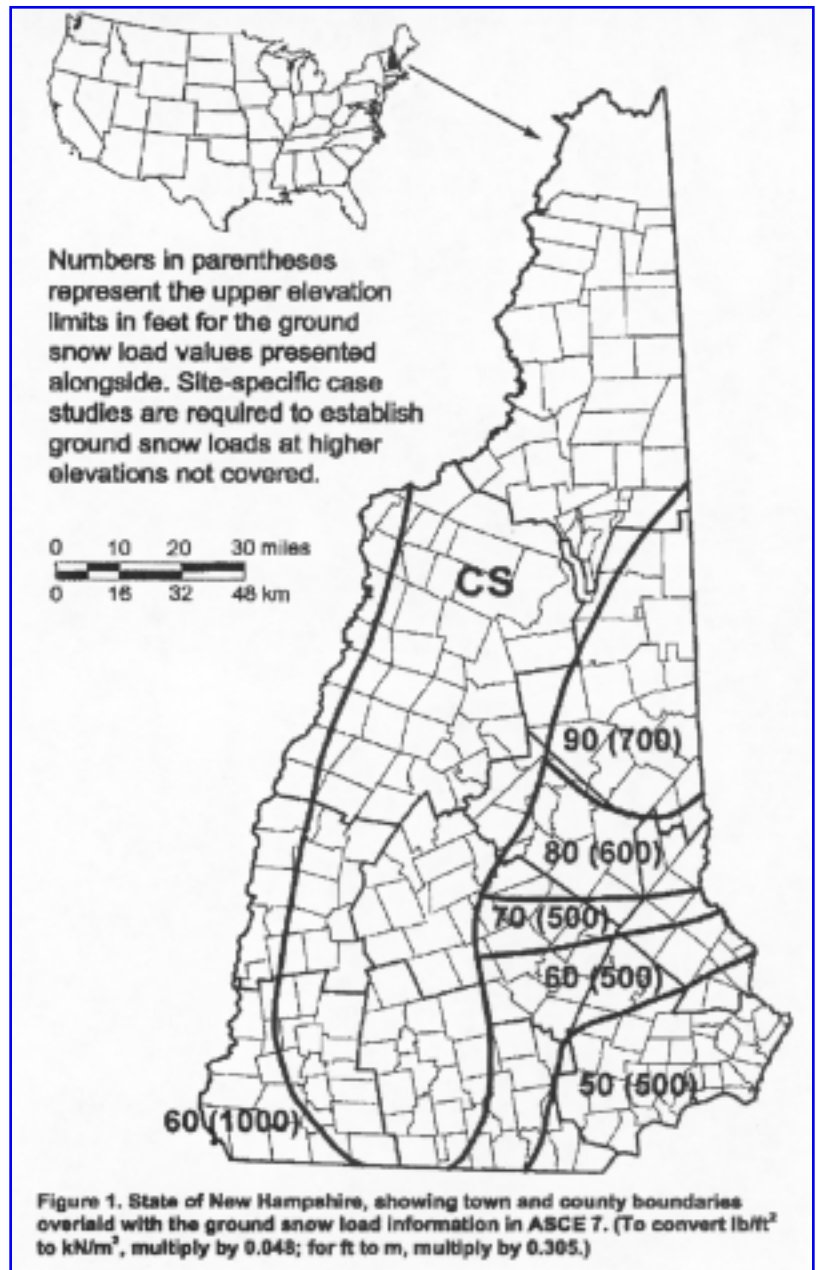 Numbers in parentheses
represent the upper elevation
limits in feet for the ground
snow load values presented
alongside. Site-specific case
studies are required to establish
ground snow loads at higher
elevations not covered.
0 10 20 30 miles
0 16 32 48 km
CS
90 (700)
80 (600)
70 (500)
60 (500)
50 (500)
60 (1000)
Figure 1. State of New Hampshire, showing town and county boundaries
overlaid with the ground snow load information in ASCE 7. (To convert lb/ft²
to kN/m², multiply by 0.048; for ft to m, multiply by 0.305.)